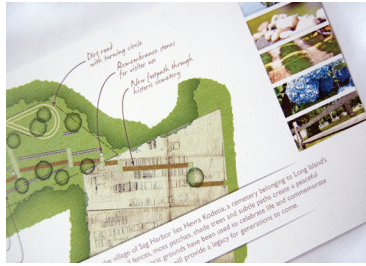 Dirt road
with turning circle
Remembrance stones
for visitor use
New footpath through
historic cemetery
the village of Sag Harbor lies Hevra Kodetia, a cemetery belonging to Long Island's
fences, moss patches, shade trees and subtle paths create a peaceful
grounds have been used to celebrate life and commemorate
will provide a legacy for generations to come.